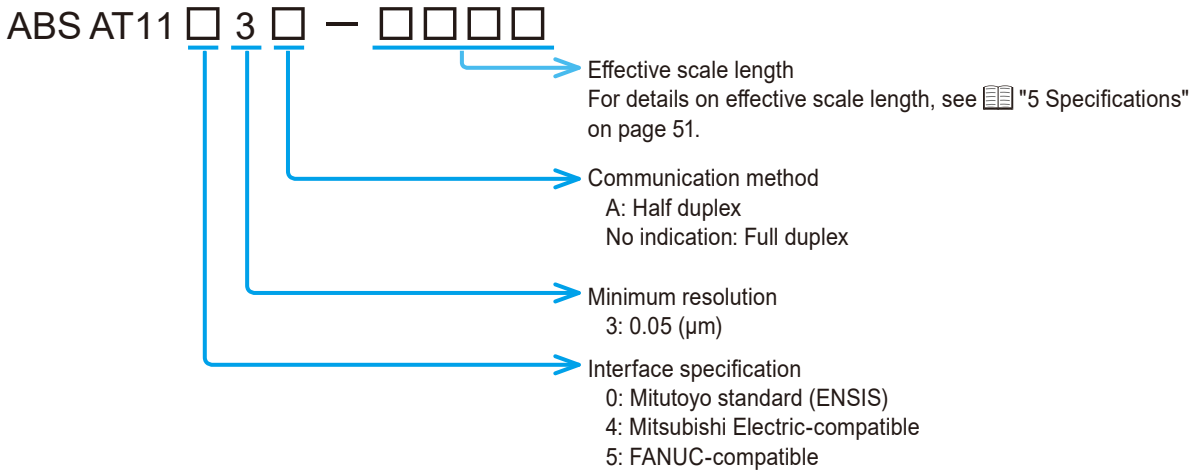 ABS AT11 □ 3 □ － □ □ □ □
Effective scale length
For details on effective scale length, see "5 Specifications"
on page 51.
Communication method
A: Half duplex
No indication: Full duplex
Minimum resolution
3: 0.05 (μm)
Interface specification
0: Mitutoyo standard (ENSIS)
4: Mitsubishi Electric-compatible
5: FANUC-compatible